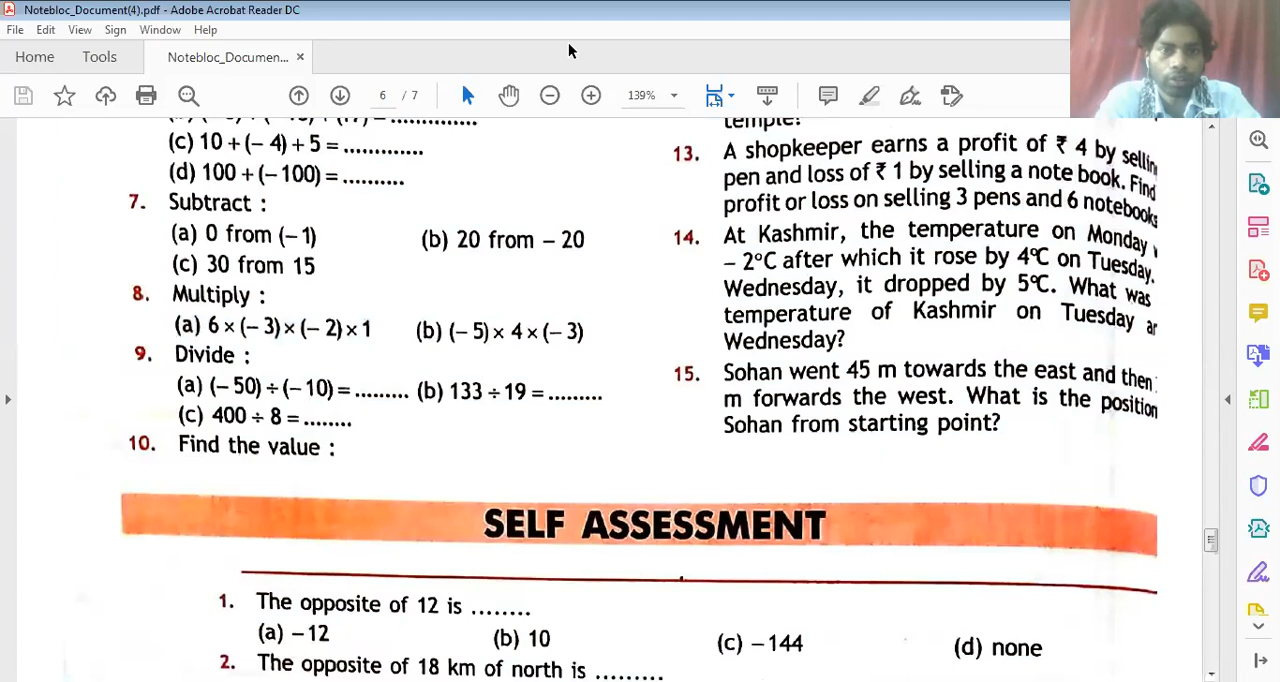 Notebloc_Document(4).pdf - Adobe Acrobat Reader DC
File Edit View Sign Window Help
Home Tools Notebloc_Documen... ×
6 / 7 139%
(c) 10 + (– 4) + 5 = .............
(d) 100 + (– 100) = ..........
7. Subtract :
(a) 0 from (– 1) (b) 20 from – 20
(c) 30 from 15
8. Multiply :
(a) 6 × (– 3) × (– 2) × 1 (b) (– 5) × 4 × (– 3)
9. Divide :
(a) (– 50) ÷ (– 10) = ......... (b) 133 ÷ 19 = .........
(c) 400 ÷ 8 = ........
10. Find the value :
temple?
13. A shopkeeper earns a profit of ₹ 4 by
pen and loss of ₹ 1 by selling a note book. Find
profit or loss on selling 3 pens and 6 notebooks
14. At Kashmir, the temperature on Monday
– 2°C after which it rose by 4°C on Tuesday.
Wednesday, it dropped by 5°C. What was
temperature of Kashmir on Tuesday
Wednesday?
15. Sohan went 45 m towards the east and then
m forwards the west. What is the position
Sohan from starting point?
SELF ASSESSMENT
1. The opposite of 12 is ........
(a) – 12 (b) 10 (c) – 144 (d) none
2. The opposite of 18 km of north is .........